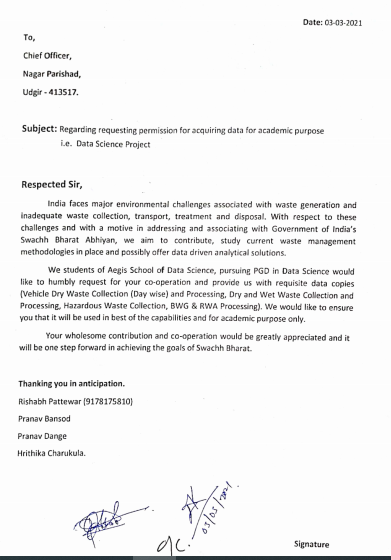 Date: 03-03-2021
To,
Chief Officer,
Nagar Parishad,
Udgir - 413517.
Subject: Regarding requesting permission for acquiring data for academic purpose
i.e. Data Science Project
Respected Sir,
India faces major environmental challenges associated with waste generation and
inadequate waste collection, transport, treatment and disposal. With respect to these
challenges and with a motive in addressing and associating with Government of India's
Swachh Bharat Abhiyan, we aim to contribute, study current waste management
methodologies in place and possibly offer data driven analytical solutions.
We students of Aegis School of Data Science, pursuing PGD in Data Science would
like to humbly request for your co-operation and provide us with requisite data copies
(Vehicle Dry Waste Collection (Day wise) and Processing, Dry and Wet Waste Collection and
Processing, Hazardous Waste Collection, BWG & RWA Processing). We would like to ensure
you that it will be used in best of the capabilities and for academic purpose only.
Your wholesome contribution and co-operation would be greatly appreciated and it
will be one step forward in achieving the goals of Swachh Bharat.
Thanking you in anticipation.
Rishabh Pattewar (9178175810)
Pranav Bansod
Pranav Dange
Hrithika Charukula.
03/03/2021
Signature